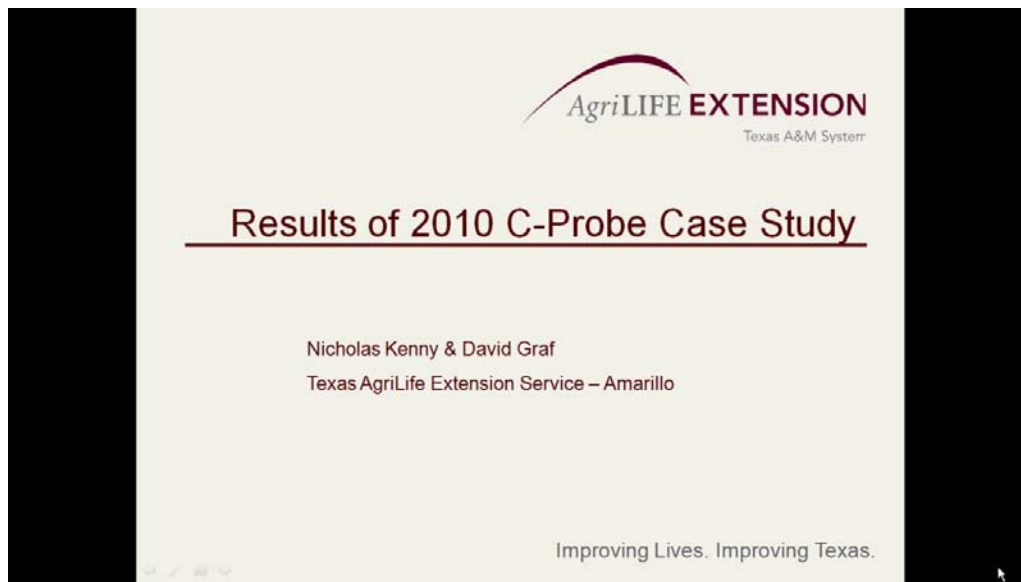 AgriLIFE EXTENSION
Texas A&M System
Results of 2010 C-Probe Case Study
Nicholas Kenny & David Graf
Texas AgriLife Extension Service – Amarillo
Improving Lives. Improving Texas.